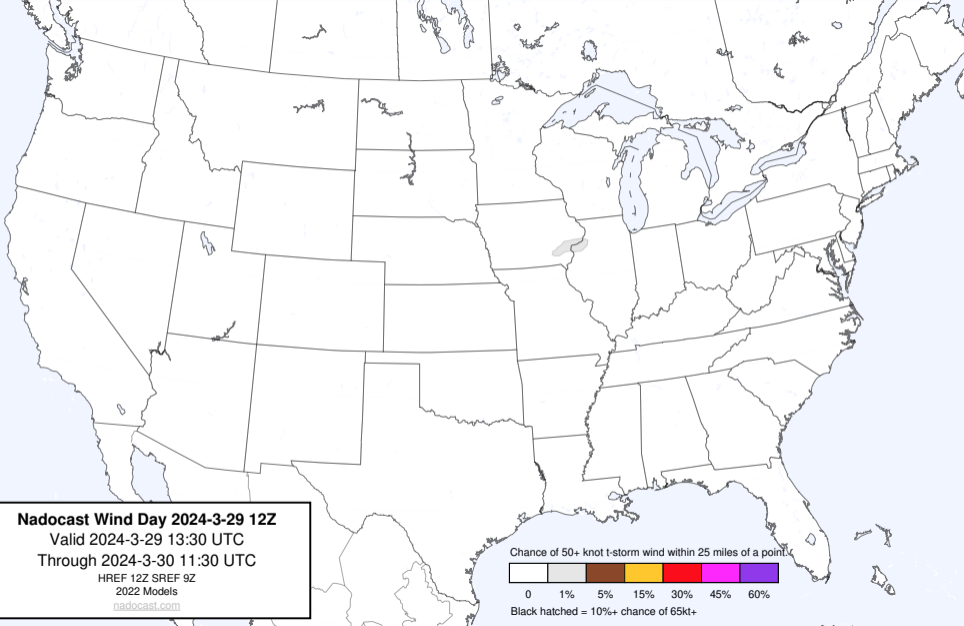 Nadocast Wind Day 2024-3-29 12Z
Valid 2024-3-29 13:30 UTC
Through 2024-3-30 11:30 UTC
HREF 12Z SREF 9Z
2022 Models
nadocast.com
Chance of 50+ knot t-storm wind within 25 miles of a point.
0 1% 5% 15% 30% 45% 60%
Black hatched = 10%+ chance of 65kt+